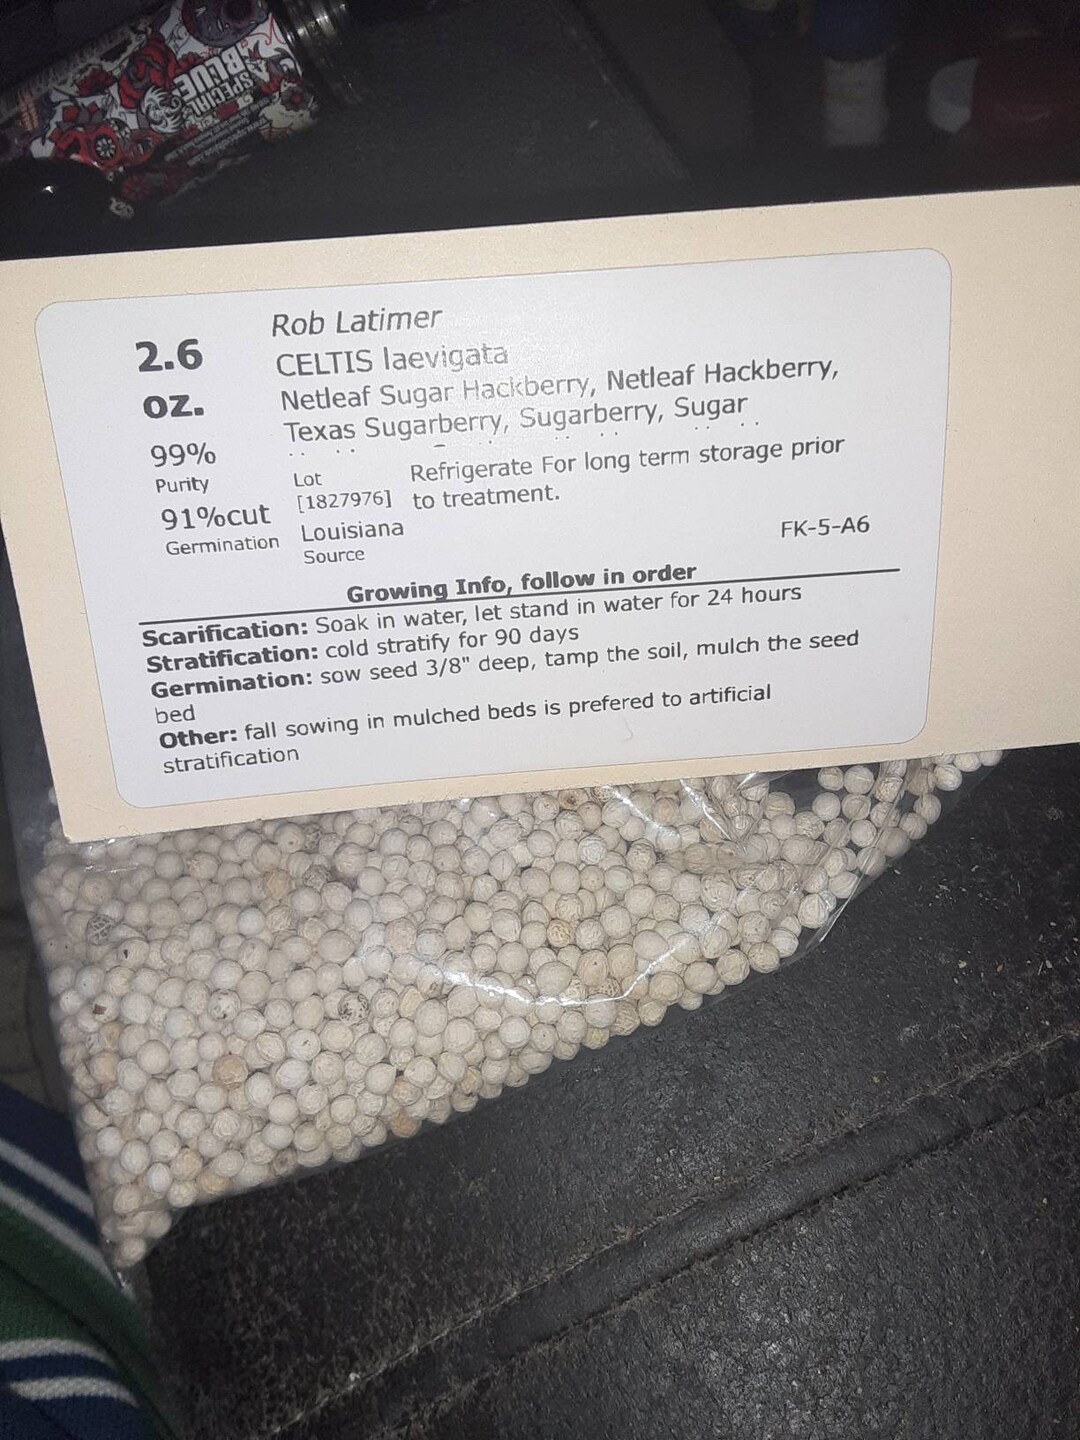 SPECIAL
BLUE
Rob Latimer
2.6
oz.
CELTIS laevigata
Netleaf Sugar Hackberry, Netleaf Hackberry,
Texas Sugarberry, Sugarberry, Sugar
99%
Purity
Lot
[1827976]
Refrigerate For long term storage prior
to treatment.
91%cut
Germination
Louisiana
Source
FK-5-A6
Growing Info, follow in order
Scarification: Soak in water, let stand in water for 24 hours
Stratification: cold stratify for 90 days
Germination: sow seed 3/8" deep, tamp the soil, mulch the seed
bed
Other: fall sowing in mulched beds is prefered to artificial
stratification